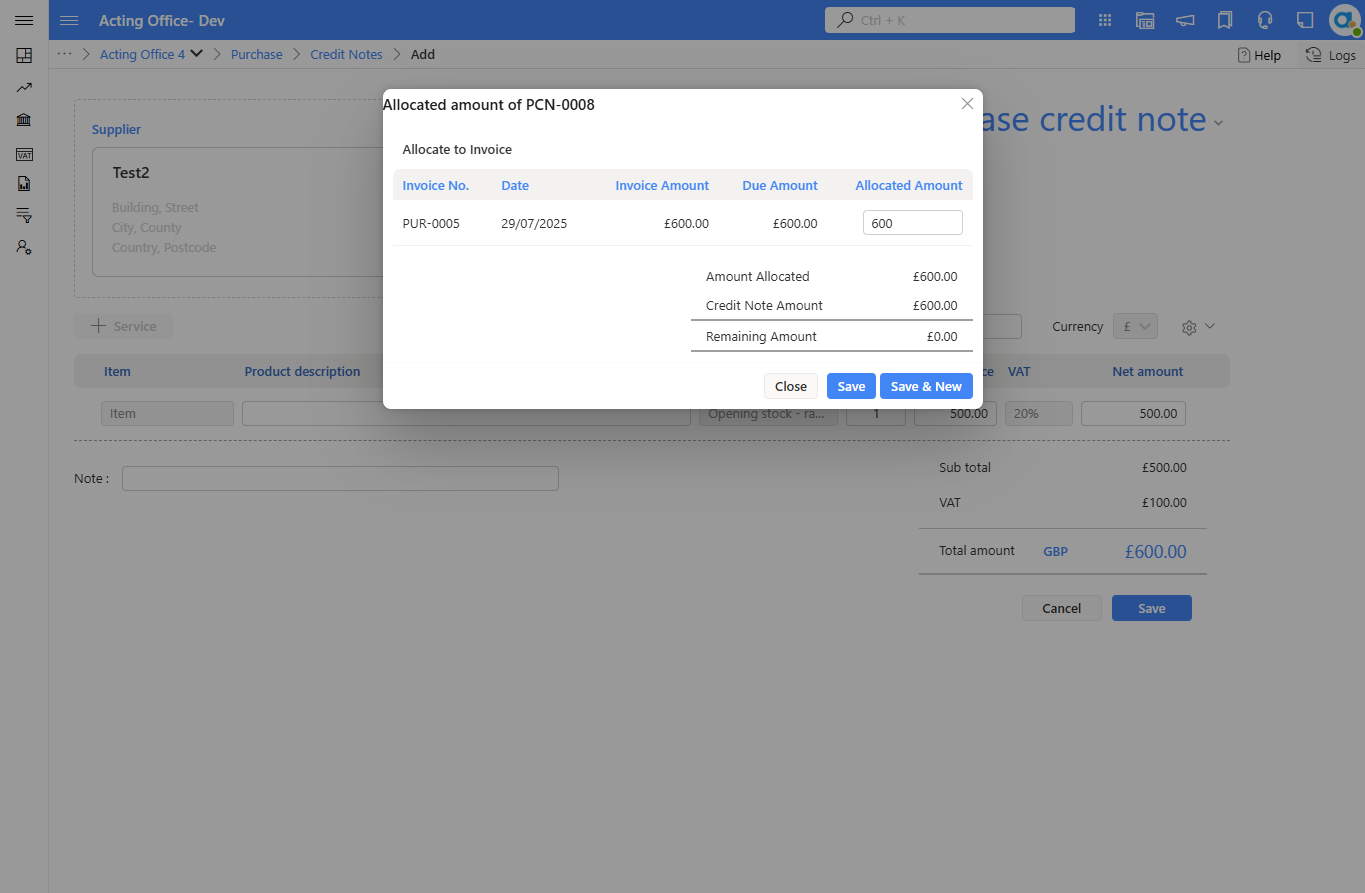 Acting Office- Dev
Ctrl + K
Acting Office 4 > Purchase > Credit Notes > Add
Help
Logs
Allocated amount of PCN-0008
ase credit note
Supplier
Allocate to Invoice
Test2
Invoice No. Date Invoice Amount Due Amount Allocated Amount
Building, Street
PUR-0005 29/07/2025 £600.00 £600.00 600
City, County
Country, Postcode
Amount Allocated £600.00
Credit Note Amount £600.00
Service
Currency £
Remaining Amount £0.00
Item Product description ce VAT Net amount
Close Save Save & New
Item Opening stock - ra... 1 500.00 20% 500.00
Sub total £500.00
Note :
VAT £100.00
Total amount GBP £600.00
Cancel Save